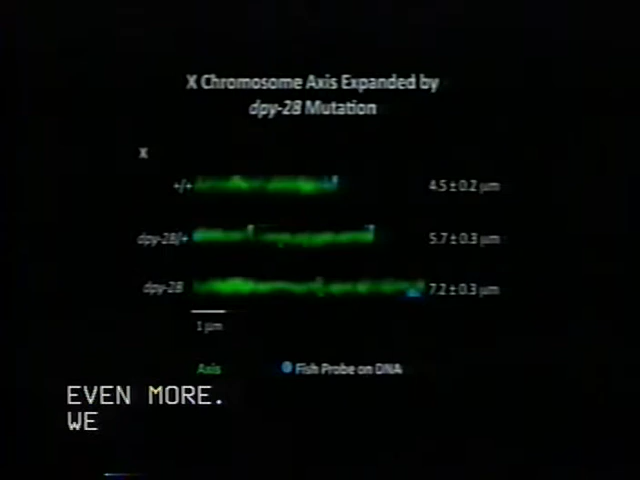 X Chromosome Axis Expanded by
dpy-28 Mutation
X
+/+ 4.5 ± 0.2 µm
dpy-28/+ 5.7 ± 0.3 µm
dpy-28 7.2 ± 0.3 µm
1 µm
Axis Fish Probe on DNA
EVEN MORE.
WE